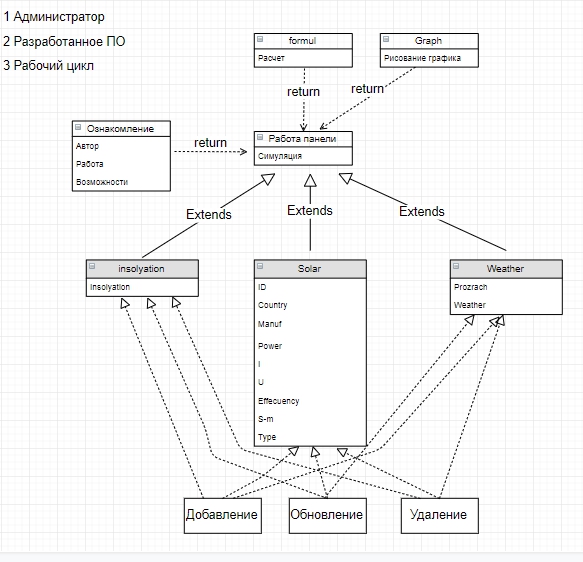 1 Администратор
2 Разработанное ПО
3 Рабочий цикл
formul
Расчет
Graph
Рисование графика
return
return
Ознакомление
Автор
Работа
Возможности
return
Работа панели
Симуляция
Extends
Extends
Extends
insolyation
Insolyation
Solar
ID
Country
Manuf
Power
I
U
Effecuency
S-m
Type
Weather
Prozrach
Weather
Добавление
Обновление
Удаление